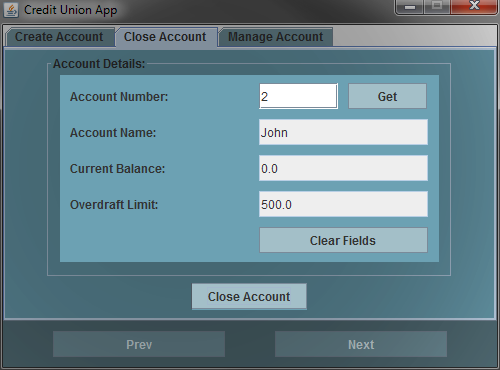 Credit Union App
Create Account Close Account Manage Account
Account Details:
Account Number: 2 Get
Account Name: John
Current Balance: 0.0
Overdraft Limit: 500.0
Clear Fields
Close Account
Prev Next